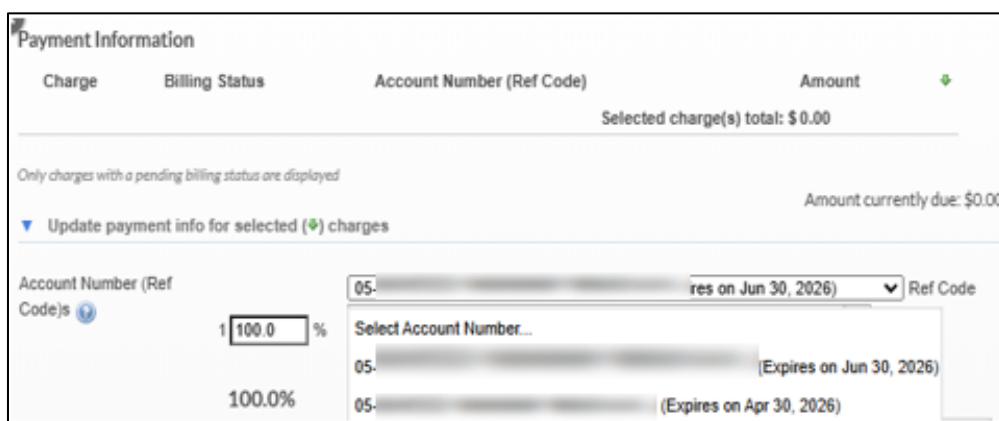 Payment Information
Charge Billing Status Account Number (Ref Code) Amount
Selected charge(s) total: $0.00
Only charges with a pending billing status are displayed
Amount currently due: $0.00
Update payment info for selected ( ) charges
Account Number (Ref Code)s
05- res on Jun 30, 2026) Ref Code
1 100.0 %
Select Account Number...
05- (Expires on Jun 30, 2026)
100.0%
05- (Expires on Apr 30, 2026)